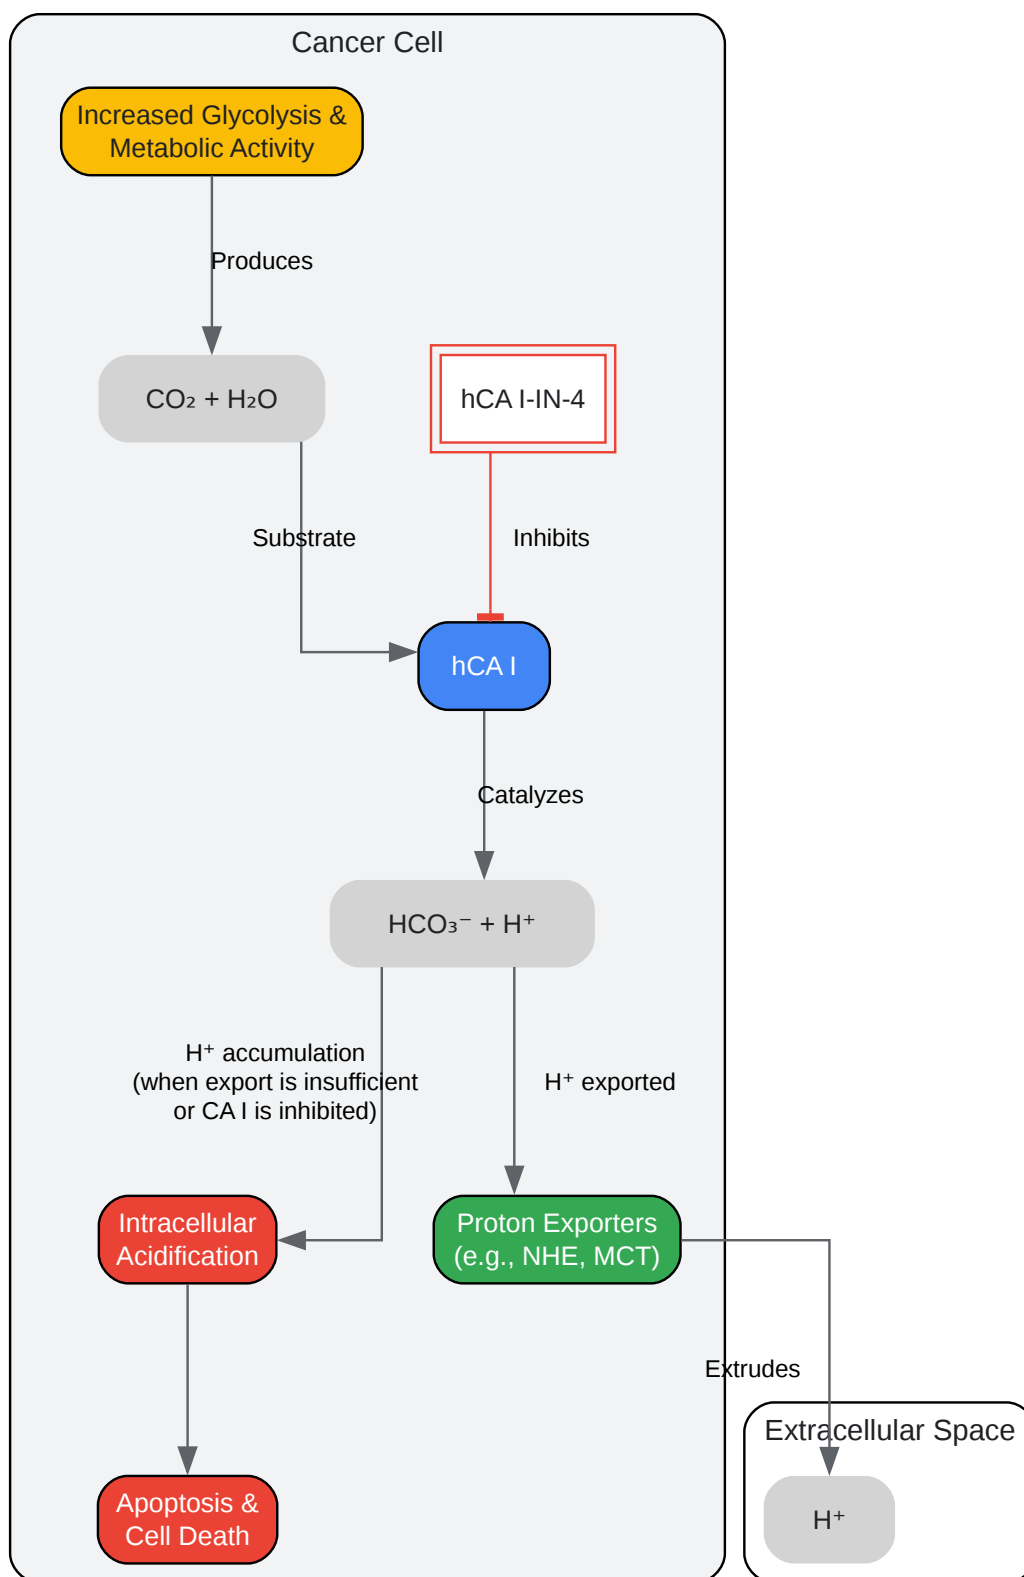 Cancer Cell
Increased Glycolysis &
Metabolic Activity
Produces
CO₂ + H₂O
hCA I-IN-4
Substrate
Inhibits
hCA I
Catalyzes
HCO₃⁻ + H⁺
H⁺ accumulation
(when export is insufficient
or CA I is inhibited)
H⁺ exported
Intracellular
Acidification
Proton Exporters
(e.g., NHE, MCT)
Extrudes
Extracellular Space
Apoptosis &
Cell Death
H⁺